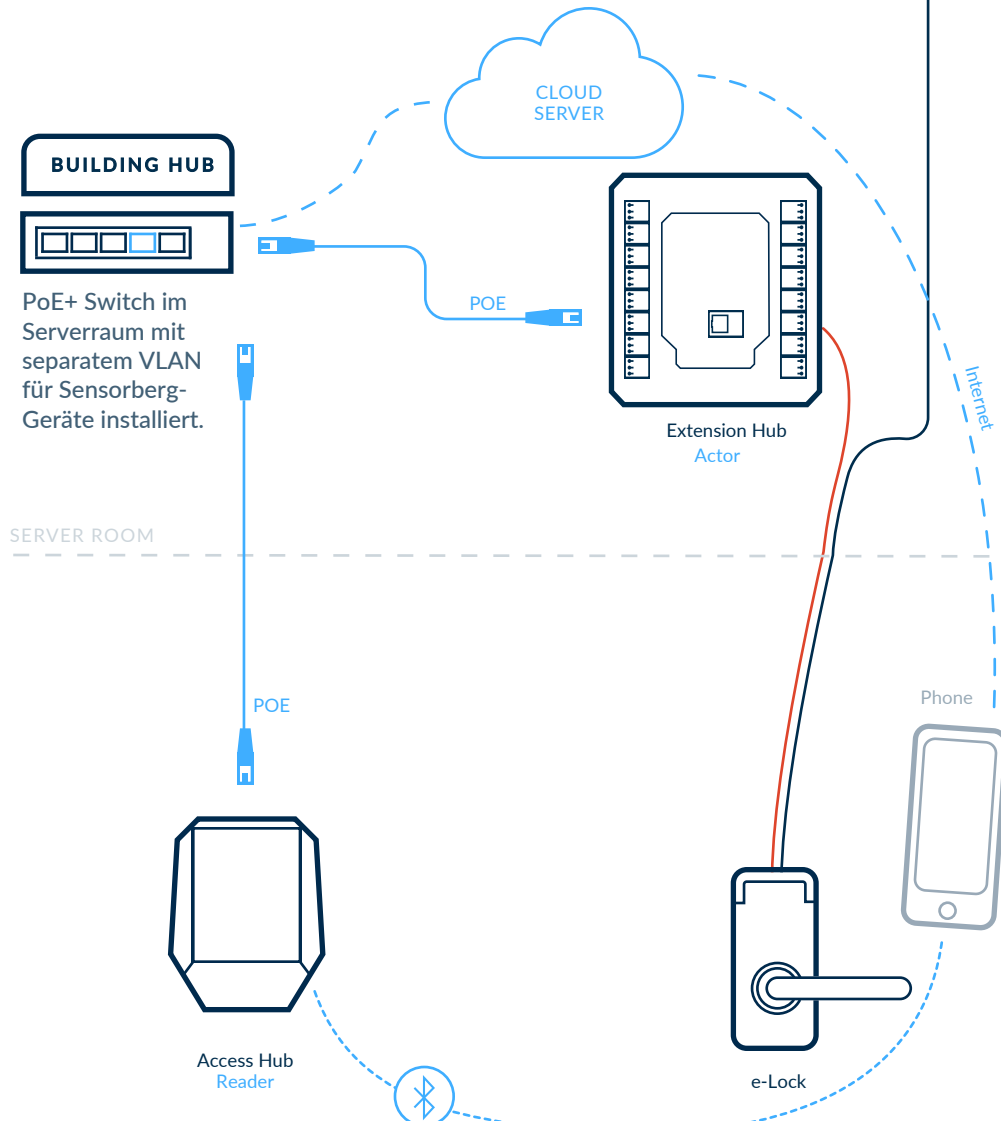 CLOUD
SERVER
BUILDING HUB
PoE+ Switch im
Serverraum mit
separatem VLAN
für Sensorberg-
Geräte installiert.
POE
Extension Hub
Actor
Internet
SERVER ROOM
POE
Phone
Access Hub
Reader
e-Lock